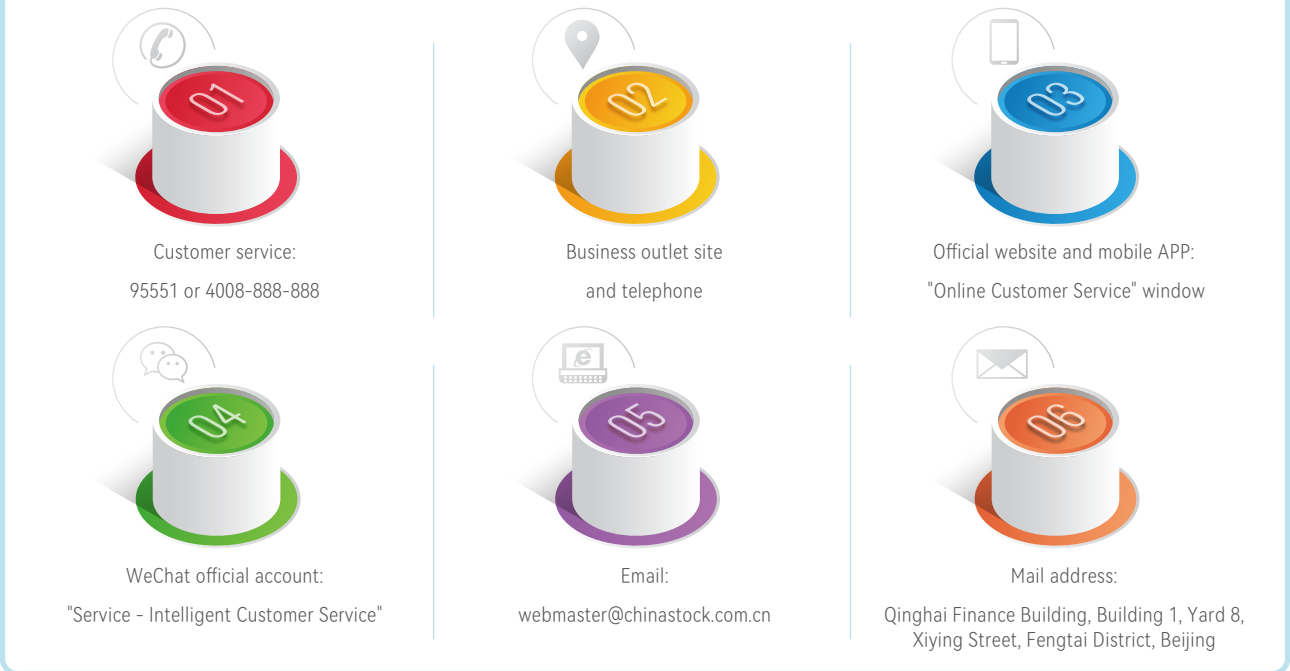 01
Customer service:
95551 or 4008-888-888
02
Business outlet site
and telephone
03
Official website and mobile APP:
"Online Customer Service" window
04
WeChat official account:
"Service - Intelligent Customer Service"
05
Email:
webmaster@chinastock.com.cn
06
Mail address:
Qinghai Finance Building, Building 1, Yard 8,
Xiying Street, Fengtai District, Beijing